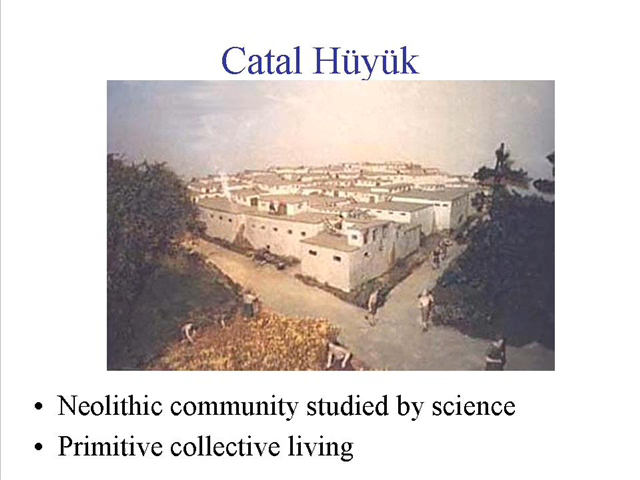 Catal Hüyük
• Neolithic community studied by science
• Primitive collective living